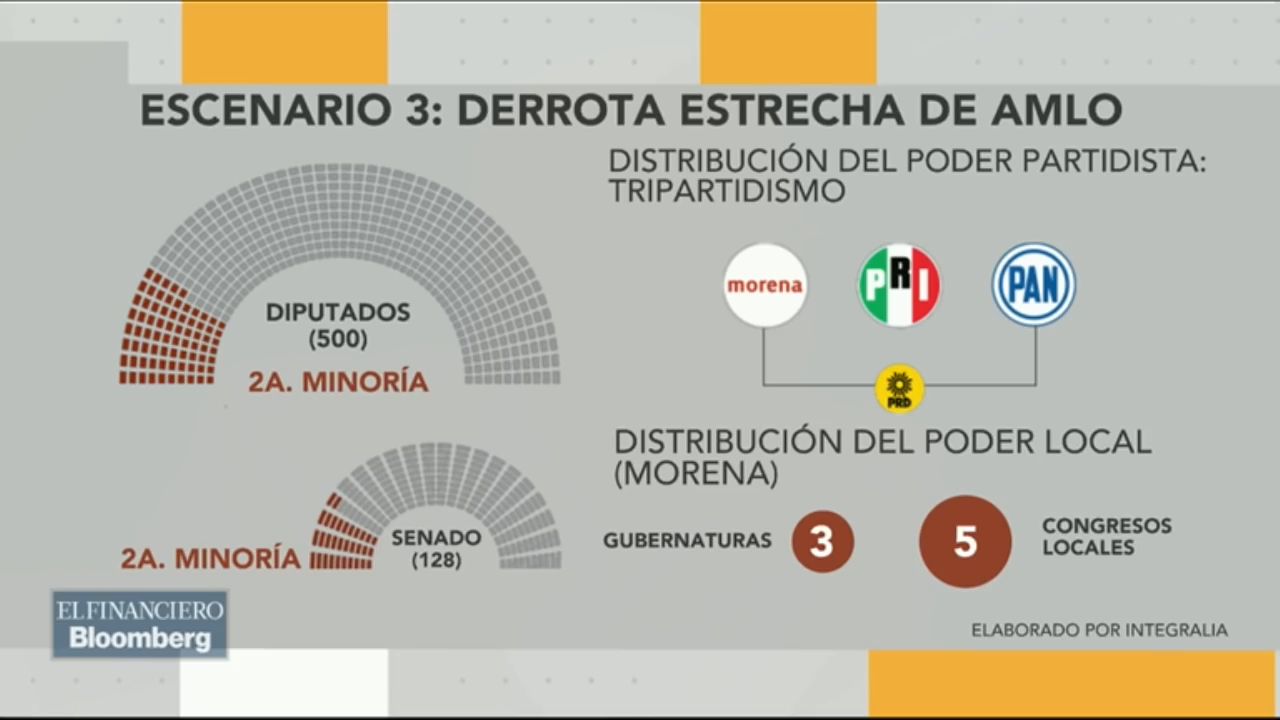 ESCENARIO 3: DERROTA ESTRECHA DE AMLO
DIPUTADOS
(500)
2A. MINORÍA
2A. MINORÍA
SENADO
(128)
DISTRIBUCIÓN DEL PODER PARTIDISTA:
TRIPARTIDISMO
morena
PRI
PAN
PRD
DISTRIBUCIÓN DEL PODER LOCAL
(MORENA)
GUBERNATURAS
3
5
CONGRESOS
LOCALES
ELABORADO POR INTEGRALIA
EL FINANCIERO
Bloomberg